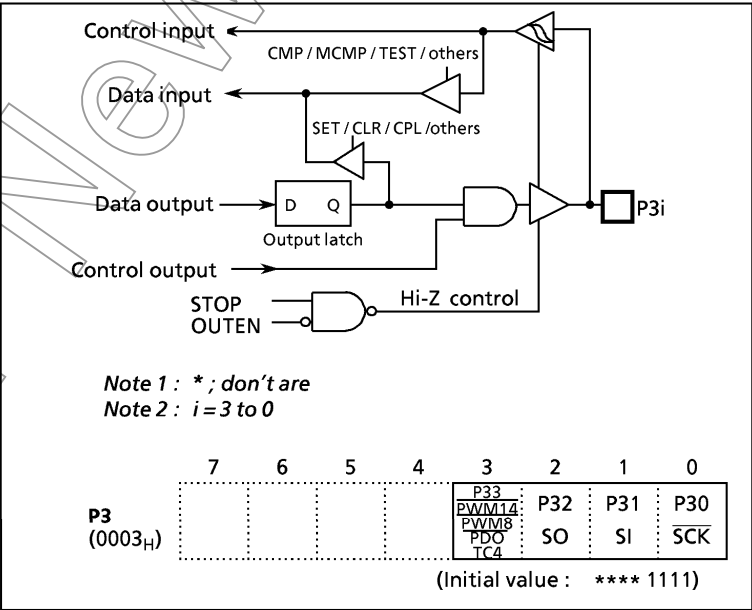 New
Control input
CMP / MCMP / TEST / others
Data input
SET / CLR / CPL /others
Data output
D Q
P3i
Output latch
Control output
STOP
Hi-Z control
OUTEN
Note 1 : * ; don't are
Note 2 : i = 3 to 0
7 6 5 4 3 2 1 0
P3
(0003H)
P33
PWM14
PWM8
PDO
TC4
P32
SO
P31
SI
P30
SCK
(Initial value : **** 1111)